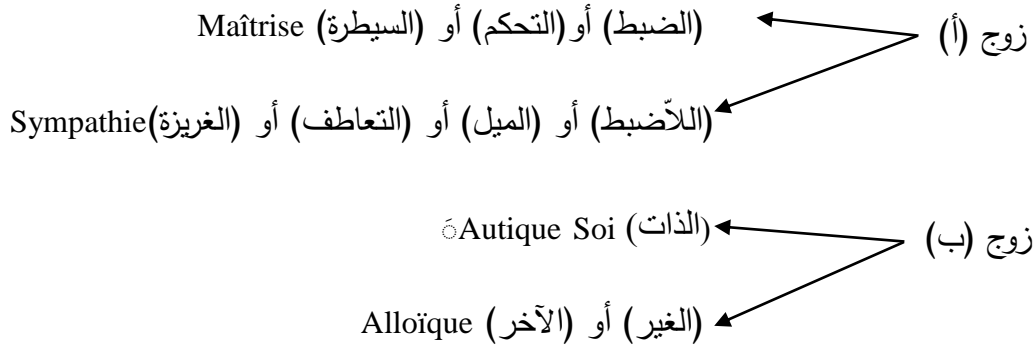 زوج (أ) (الضبط) أو(التحكم) أو (السيطرة) Maîtrise
(اللاّضبط) أو (الميل) أو (التعاطف) أو (الغريزة)Sympathie
زوج (ب) (الذات) Autique Soiَ
(الغير) أو (الآخر) Alloïque